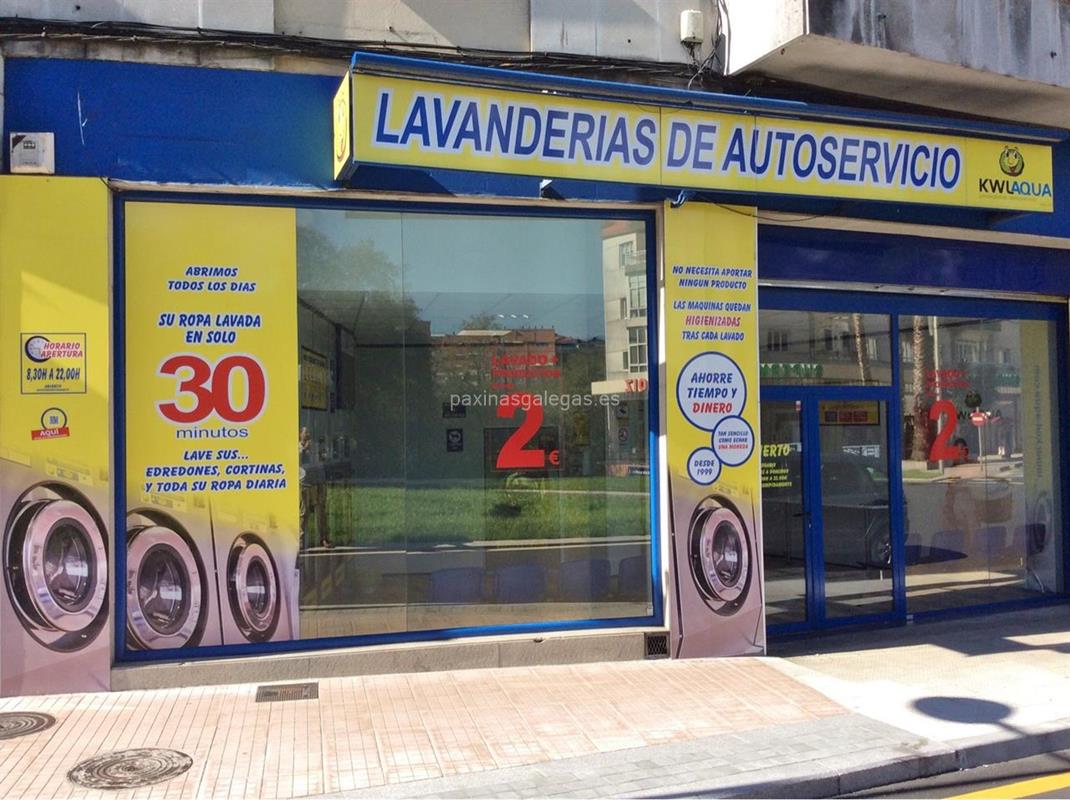 LAVANDERIAS DE AUTOSERVICIO
KWLAQUA
ABRIMOS
TODOS LOS DIAS
SU ROPA LAVADA
EN SOLO
30
minutos
LAVE SUS...
EDREDONES, CORTINAS,
Y TODA SU ROPA DIARIA
HORARIO
APERTURA
8,30H A 22,00H
AQUI
LAVADO +
2€
paxinasgalegas.es
NO NECESITA APORTAR
NINGUN PRODUCTO
LAS MAQUINAS QUEDAN
HIGIENIZADAS
TRAS CADA LAVADO
AHORRE
TIEMPO Y
DINERO
TAN SENCILLO
COMO ECHAR
UNA MONEDA
DESDE
1999
2€